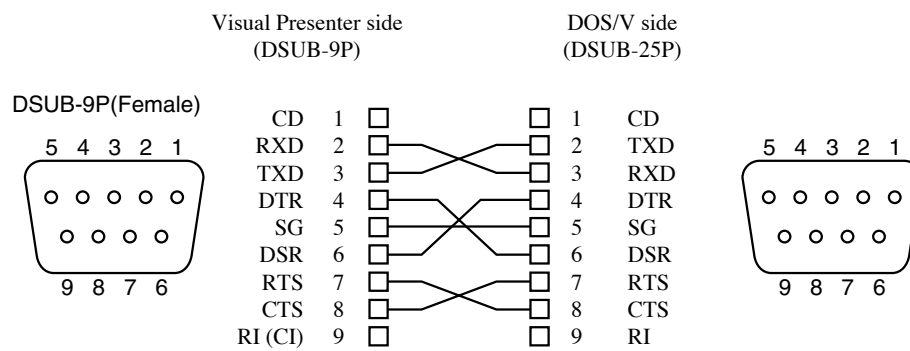 Visual Presenter side DOS/V side
(DSUB-9P) (DSUB-25P)
DSUB-9P(Female)
CD 1 1 CD
5 4 3 2 1 RXD 2 2 TXD 5 4 3 2 1
TXD 3 3 RXD
DTR 4 4 DTR
SG 5 5 SG
DSR 6 6 DSR
9 8 7 6 RTS 7 7 RTS 9 8 7 6
CTS 8 8 CTS
RI (CI) 9 9 RI